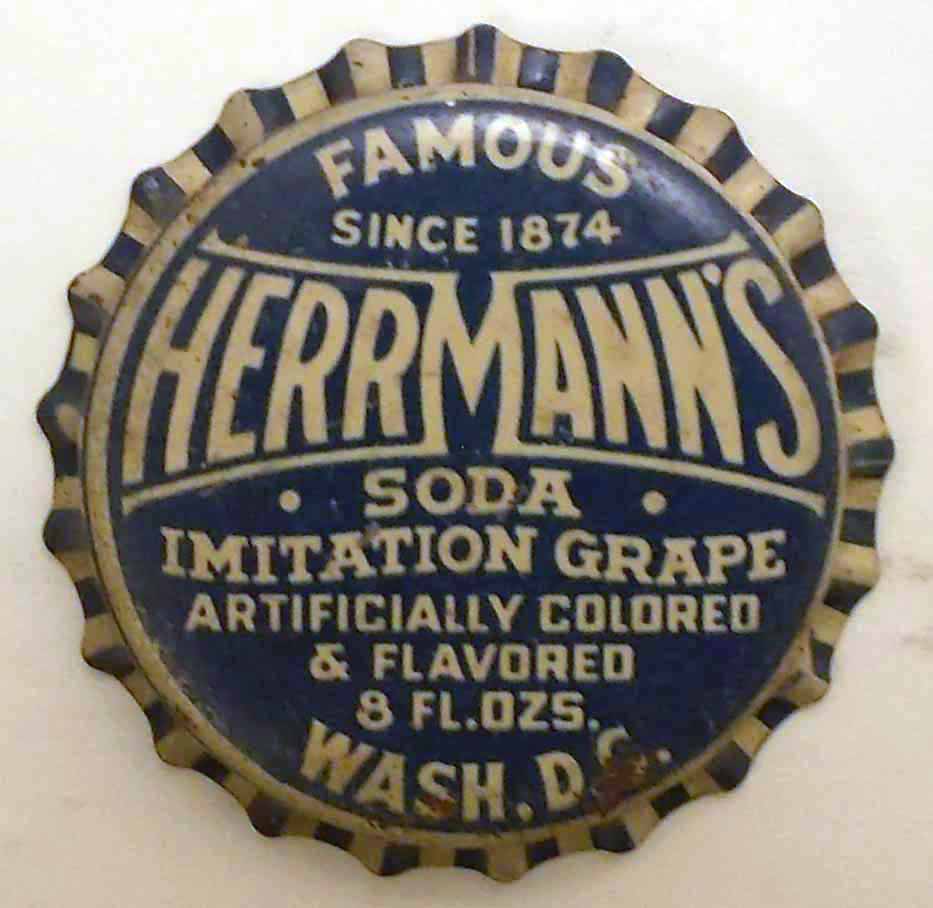 FAMOUS
SINCE 1874
HERRMANN'S
• SODA •
IMITATION GRAPE
ARTIFICIALLY COLORED
& FLAVORED
8 FL.OZS.
WASH. D.C.